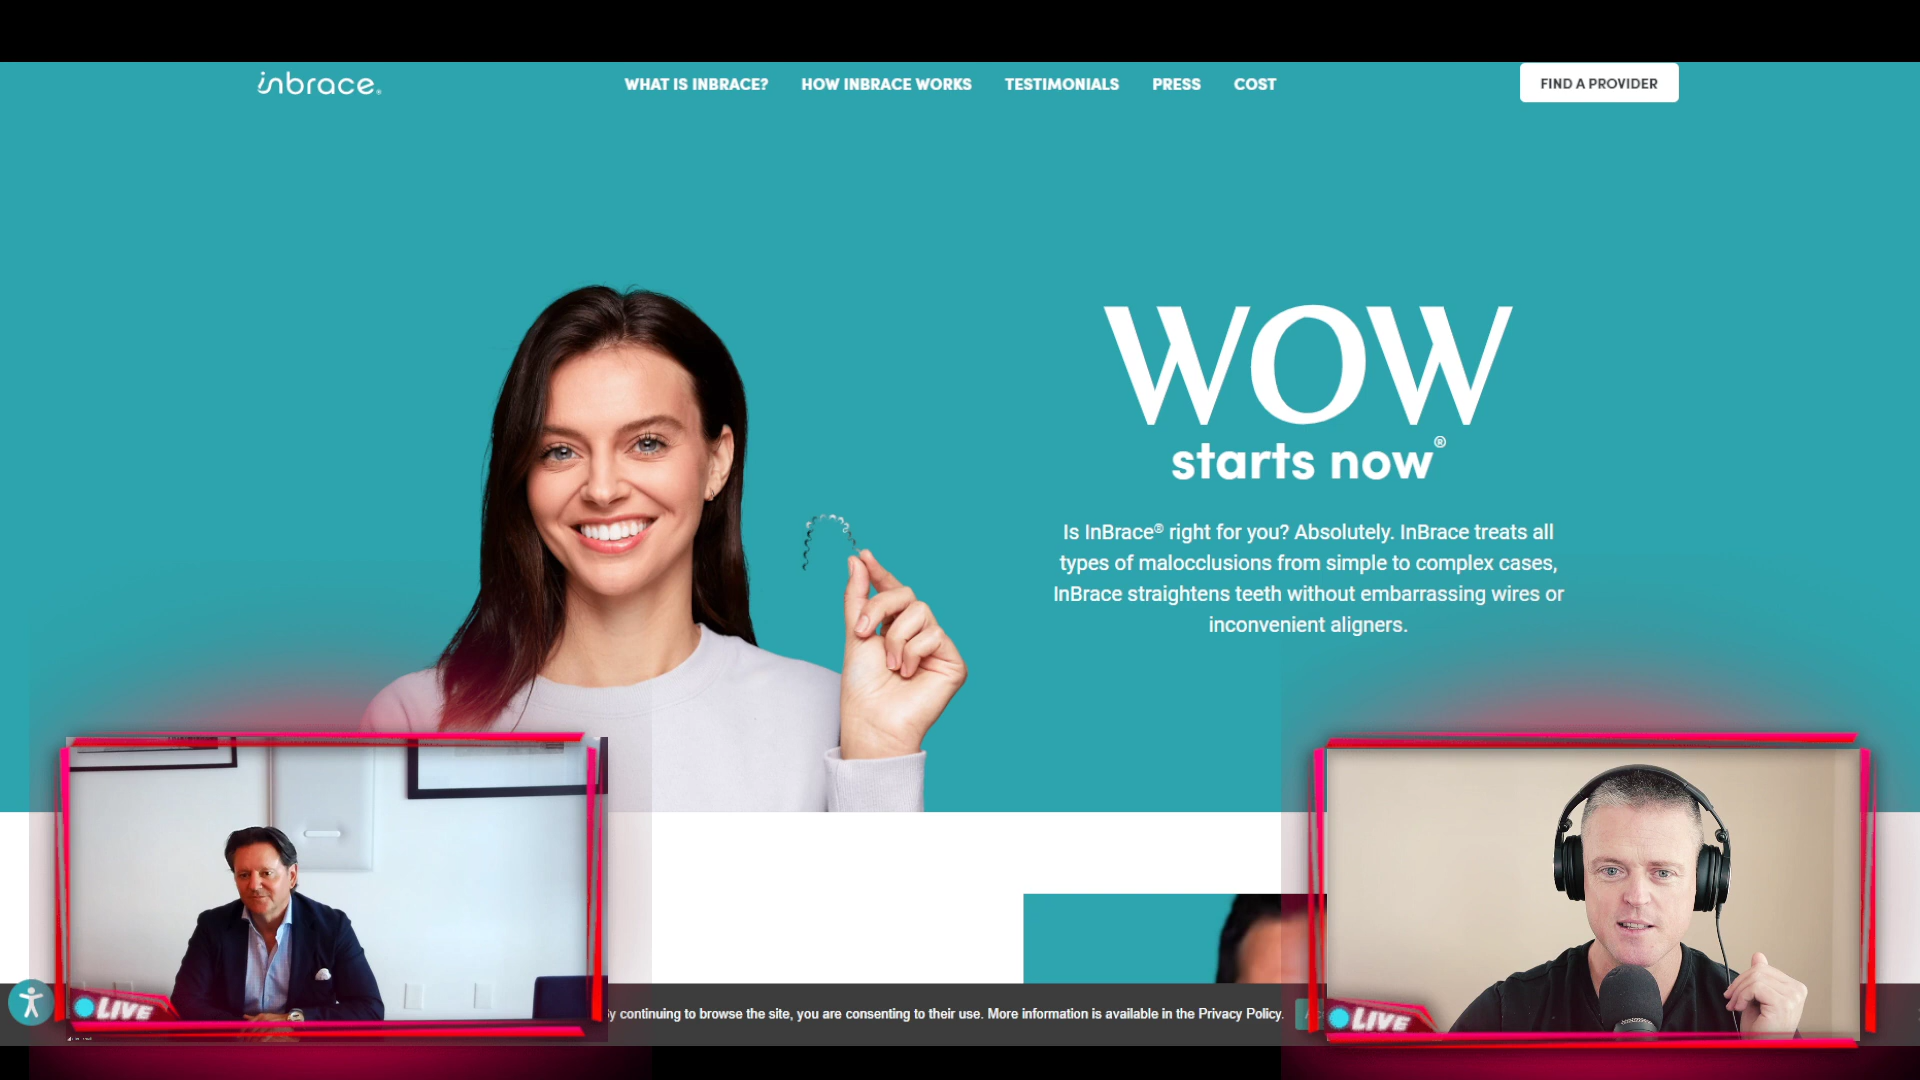 inbrace®
WHAT IS INBRACE? HOW INBRACE WORKS TESTIMONIALS PRESS COST
FIND A PROVIDER
WOW
starts now®
Is InBrace® right for you? Absolutely. InBrace treats all
types of malocclusions from simple to complex cases,
InBrace straightens teeth without embarrassing wires or
inconvenient aligners.
LIVE
continuing to browse the site, you are consenting to their use. More information is available in the Privacy Policy.
LIVE